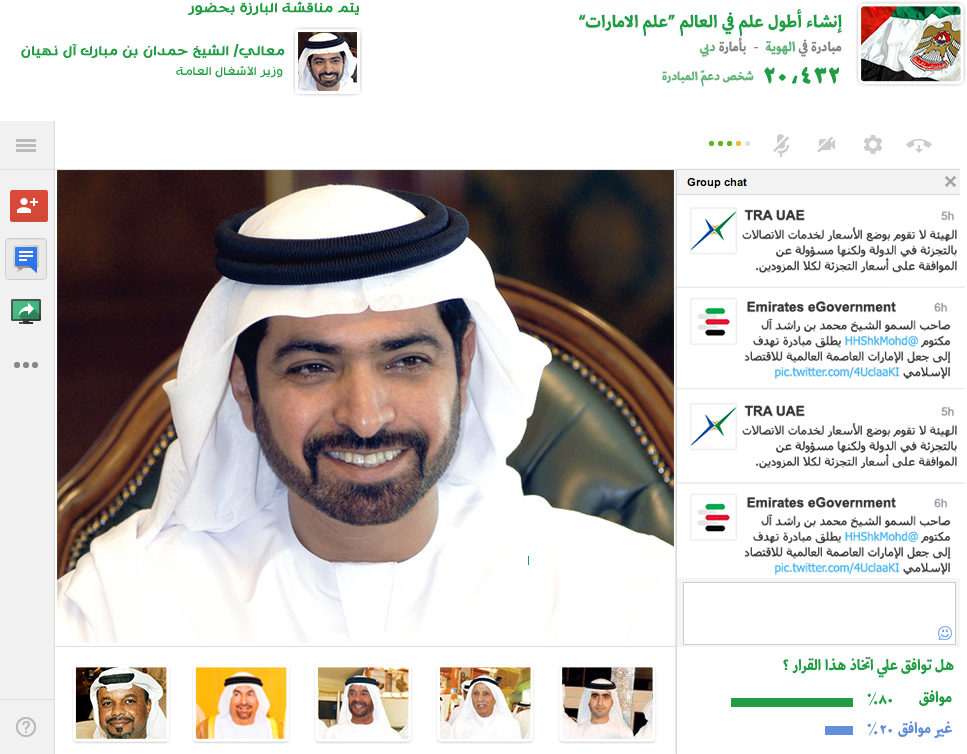 إنشاء أطول علم في العالم “علم الامارات”
مبادرة في الهوية - بأمارة دبي
٢٠،٤٣٢ شخص دعمّ المبادرة
يتم مناقشة البارزة بحضور
معالي/ الشيخ حمدان بن مبارك آل نهيان
وزير الاشغال العامة
Group chat
TRA UAE 5h
الهيئة لا تقوم بوضع الأسعار لخدمات الاتصالات
بالتجزئة في الدولة ولكنها مسؤولة عن
الموافقة على أسعار التجزئة لكلا المزودين.
Emirates eGovernment 6h
صاحب السمو الشيخ محمد بن راشد آل
مكتوم @HHShkMohd يطلق مبادرة تهدف
إلى جعل الإمارات العاصمة العالمية للاقتصاد
الإسلامي pic.twitter.com/4UclaaKI
TRA UAE 5h
الهيئة لا تقوم بوضع الأسعار لخدمات الاتصالات
بالتجزئة في الدولة ولكنها مسؤولة عن
الموافقة على أسعار التجزئة لكلا المزودين.
Emirates eGovernment 6h
صاحب السمو الشيخ محمد بن راشد آل
مكتوم @HHShkMohd يطلق مبادرة تهدف
إلى جعل الإمارات العاصمة العالمية للاقتصاد
الإسلامي pic.twitter.com/4UclaaKI
هل توافق علي اتخاذ هذا القرار ؟
موافق ٨٠٪
غير موافق ٢٠٪